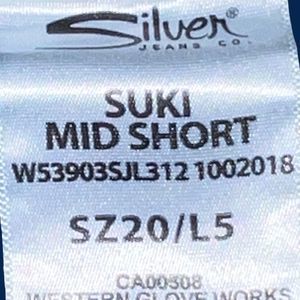 Silver®
JEANS CO.
SUKI
MID SHORT
W53903SJL312 1002018
SZ20/L5
CA00508
WESTERN GLOVE WORKS